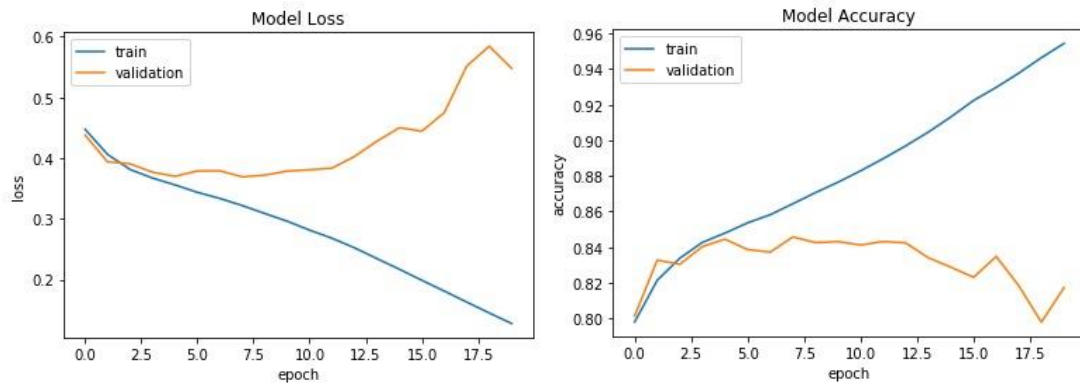 Model Loss
0.6
0.5
0.4
0.3
0.2
loss
train
validation
0.0 2.5 5.0 7.5 10.0 12.5 15.0 17.5
epoch
Model Accuracy
0.96
0.94
0.92
0.90
0.88
0.86
0.84
0.82
0.80
accuracy
train
validation
0.0 2.5 5.0 7.5 10.0 12.5 15.0 17.5
epoch